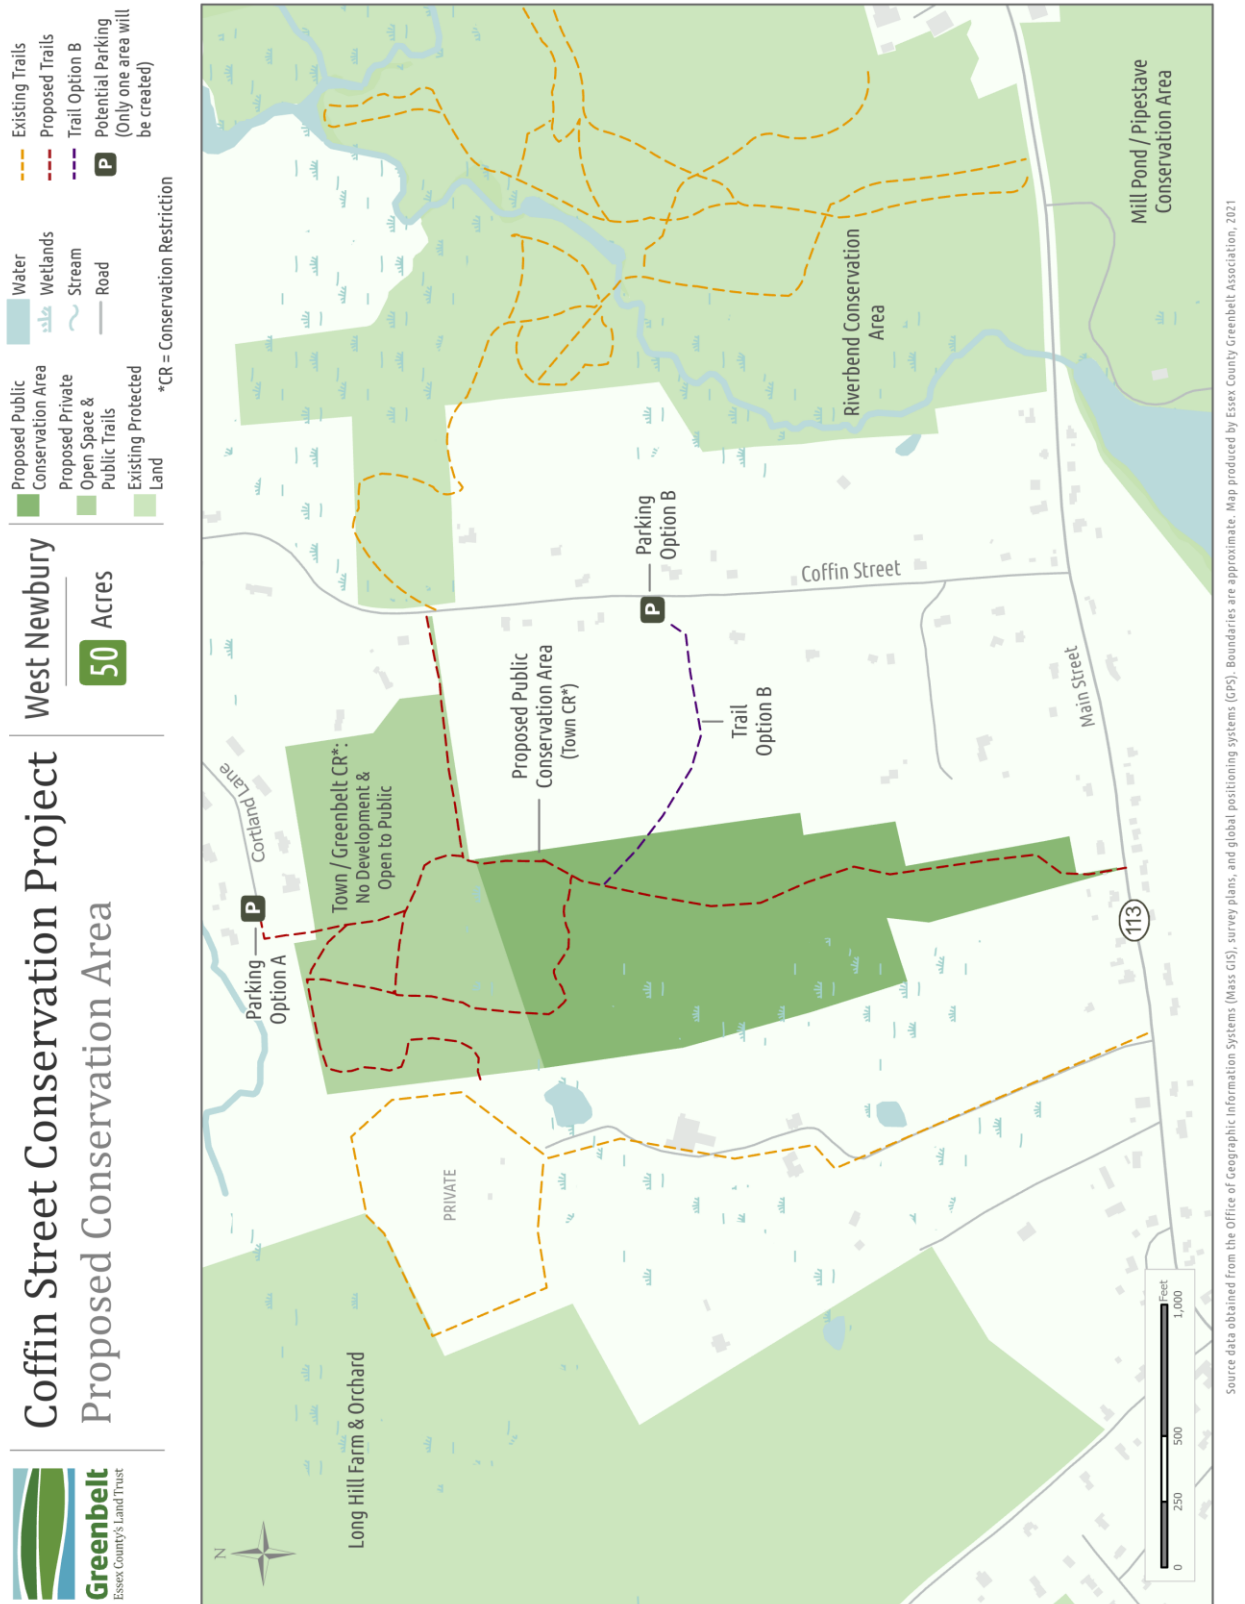 Greenbelt
Essex County's Land Trust
Coffin Street Conservation Project
Proposed Conservation Area
West Newbury
50 Acres
Proposed Public
Conservation Area
Proposed Private
Open Space &
Public Trails
Existing Protected
Land
Water
Wetlands
Stream
Road
*CR = Conservation Restriction
Existing Trails
Proposed Trails
Trail Option B
P
Potential Parking
(Only one area will
be created)
N
Long Hill Farm & Orchard
PRIVATE
Parking
Option A
P
Cortland Lane
Town / Greenbelt CR*:
No Development &
Open to Public
Proposed Public
Conservation Area
(Town CR*)
Trail
Option B
P
Parking
Option B
Coffin Street
Main Street
113
Riverbend Conservation
Area
Mill Pond / Pipestave
Conservation Area
0
250
500
1,000
Feet
Source data obtained from the Office of Geographic Information Systems (Mass GIS), survey plans, and global positioning systems (GPS). Boundaries are approximate. Map produced by Essex County Greenbelt Association, 2021